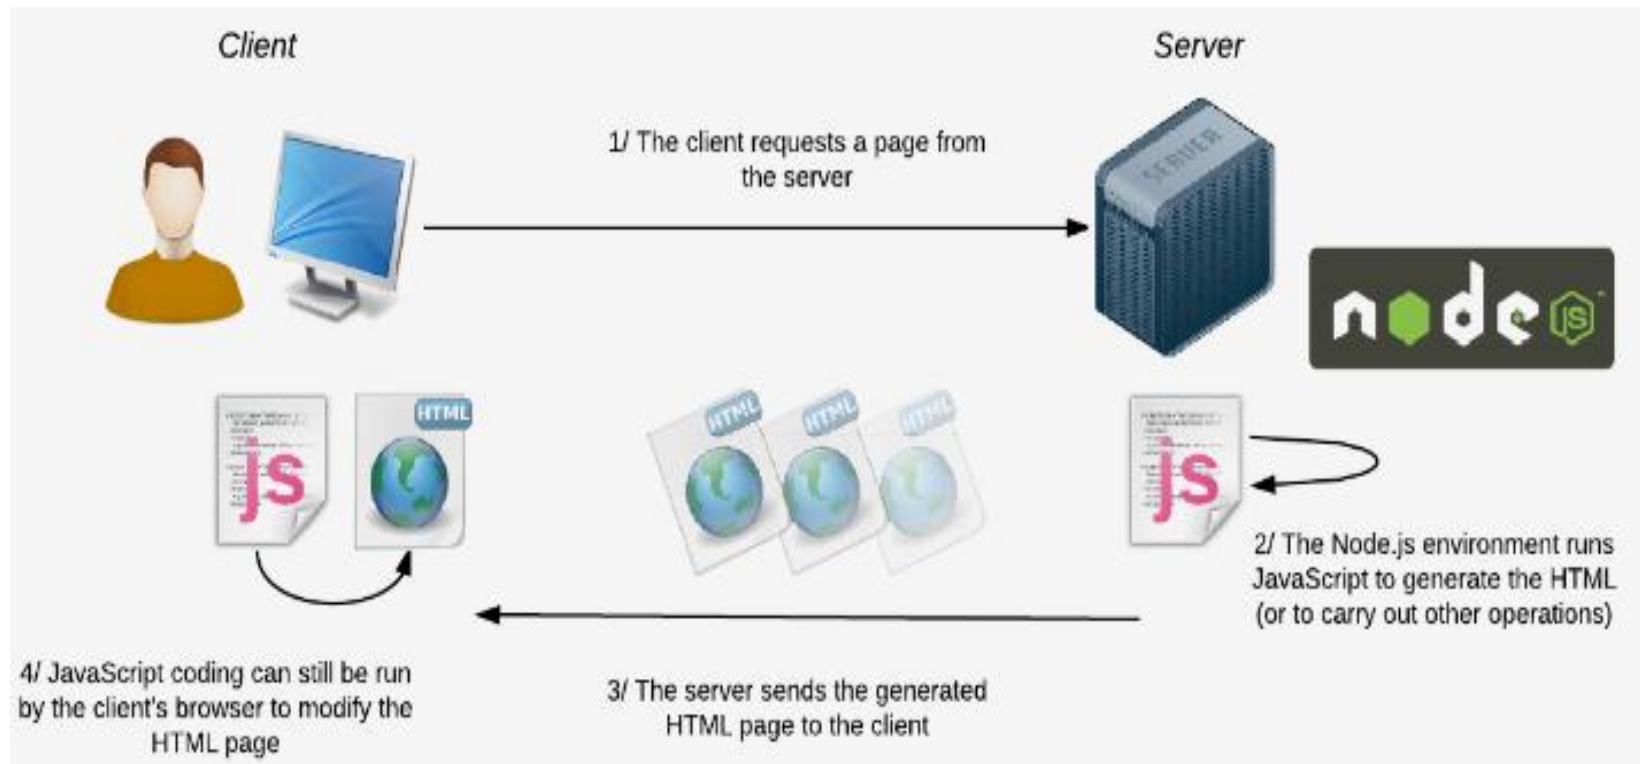 Client
Server
1/ The client requests a page from
the server
SERVER
node
JS
HTML
HTML
HTML
HTML
js
js
2/ The Node.js environment runs
JavaScript to generate the HTML
(or to carry out other operations)
4/ JavaScript coding can still be run
by the client's browser to modify the
HTML page
3/ The server sends the generated
HTML page to the client